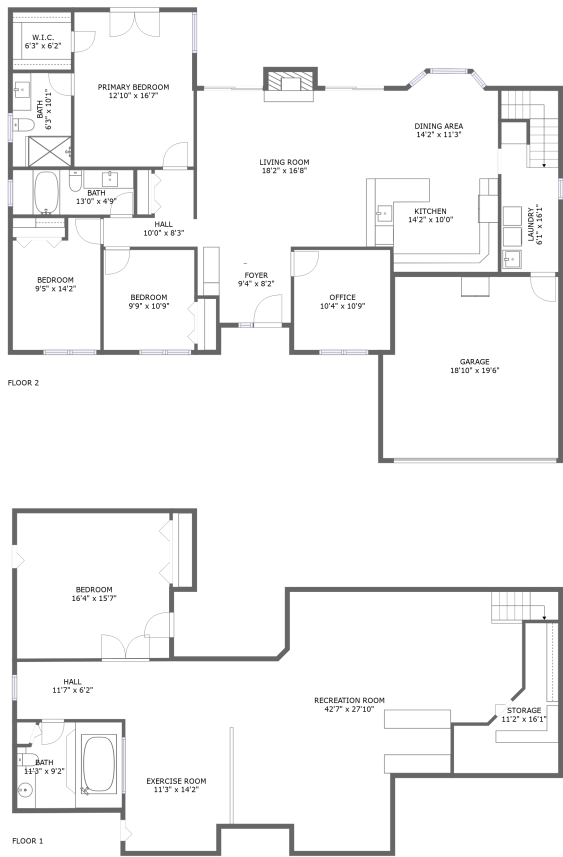 W.I.C.
6'3" x 6'2"
PRIMARY BEDROOM
12'10" x 16'7"
BATH
6'3" x 10'1"
DINING AREA
14'2" x 11'3"
LIVING ROOM
18'2" x 16'8"
BATH
13'0" x 4'9"
KITCHEN
14'2" x 10'0"
LAUNDRY
6'1" x 16'1"
HALL
10'0" x 8'3"
BEDROOM
9'5" x 14'2"
BEDROOM
9'9" x 10'9"
FOYER
9'4" x 8'2"
OFFICE
10'4" x 10'9"
GARAGE
18'10" x 19'6"
FLOOR 2
BEDROOM
16'4" x 15'7"
HALL
11'7" x 6'2"
RECREATION ROOM
42'7" x 27'10"
STORAGE
11'2" x 16'1"
BATH
11'3" x 9'2"
EXERCISE ROOM
11'3" x 14'2"
FLOOR 1